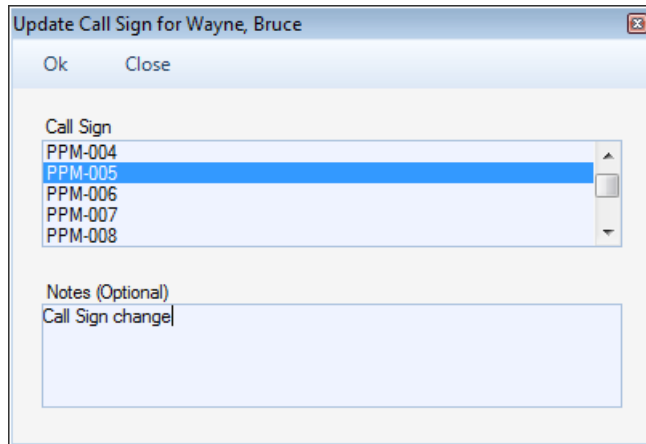 Update Call Sign for Wayne, Bruce
Ok Close
Call Sign
PPM-004
PPM-005
PPM-006
PPM-007
PPM-008
Notes (Optional)
Call Sign change